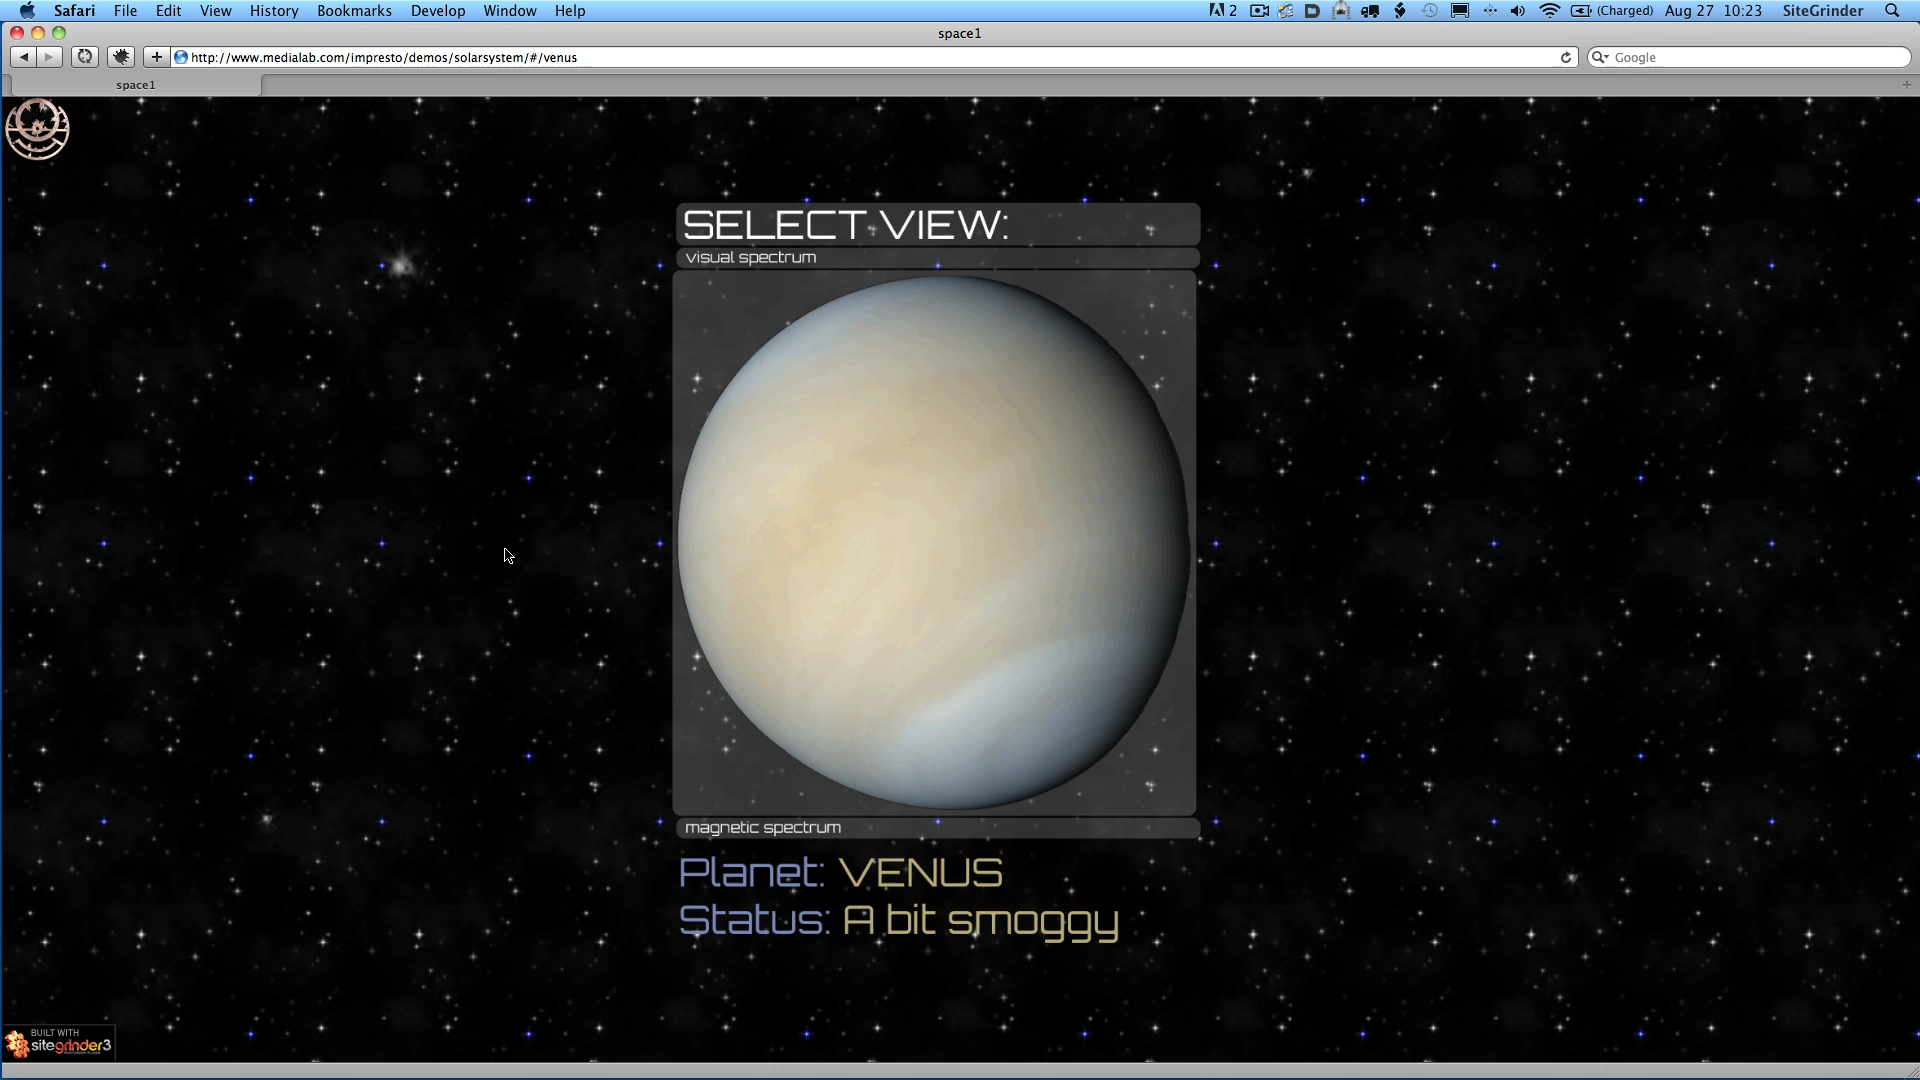 Safari File Edit View History Bookmarks Develop Window Help
2 (Charged) Aug 27 10:23 SiteGrinder
space1
http://www.medialab.com/impresto/demos/solarsystem/#/venus
Google
space1
SELECT VIEW:
visual spectrum
magnetic spectrum
Planet: VENUS
Status: A bit smoggy
BUILT WITH
sitegrinder3